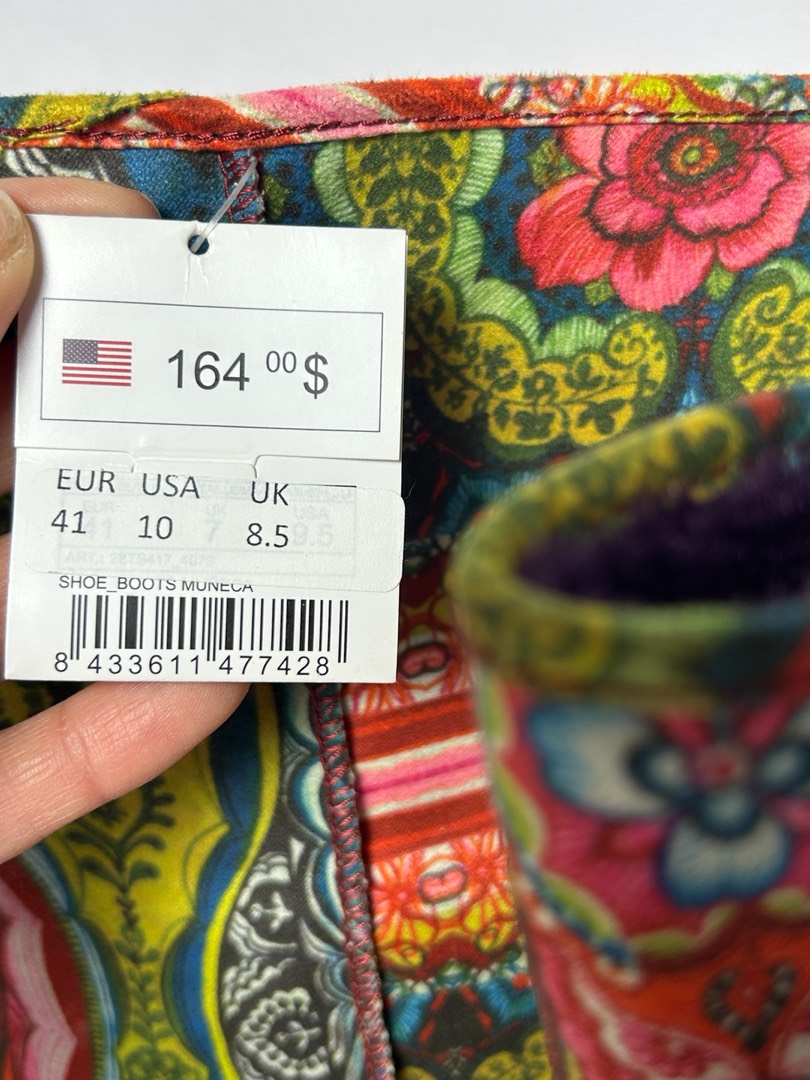 164 00 $
EUR USA UK
41 10 8.5
SHOE_BOOTS MUNECA
8 433611 477428